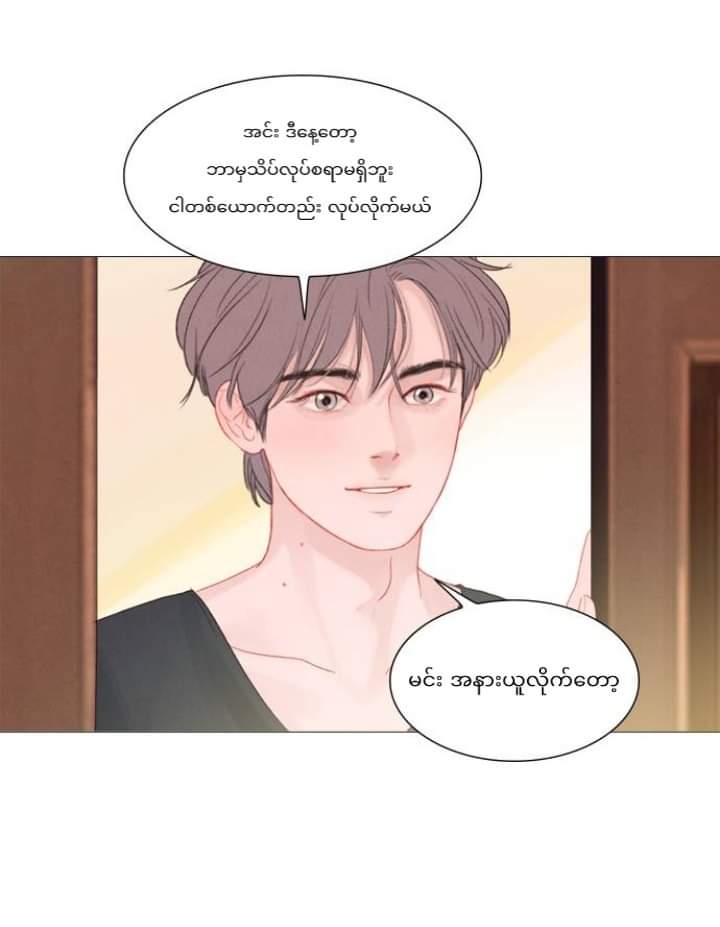 အင်း ဒီနေ့တော့
ဘာမှသိပ်လုပ်စရာမရှိဘူး
ငါတစ်ယောက်တည်း လုပ်လိုက်မယ်
မင်း အနားယူလိုက်တော့